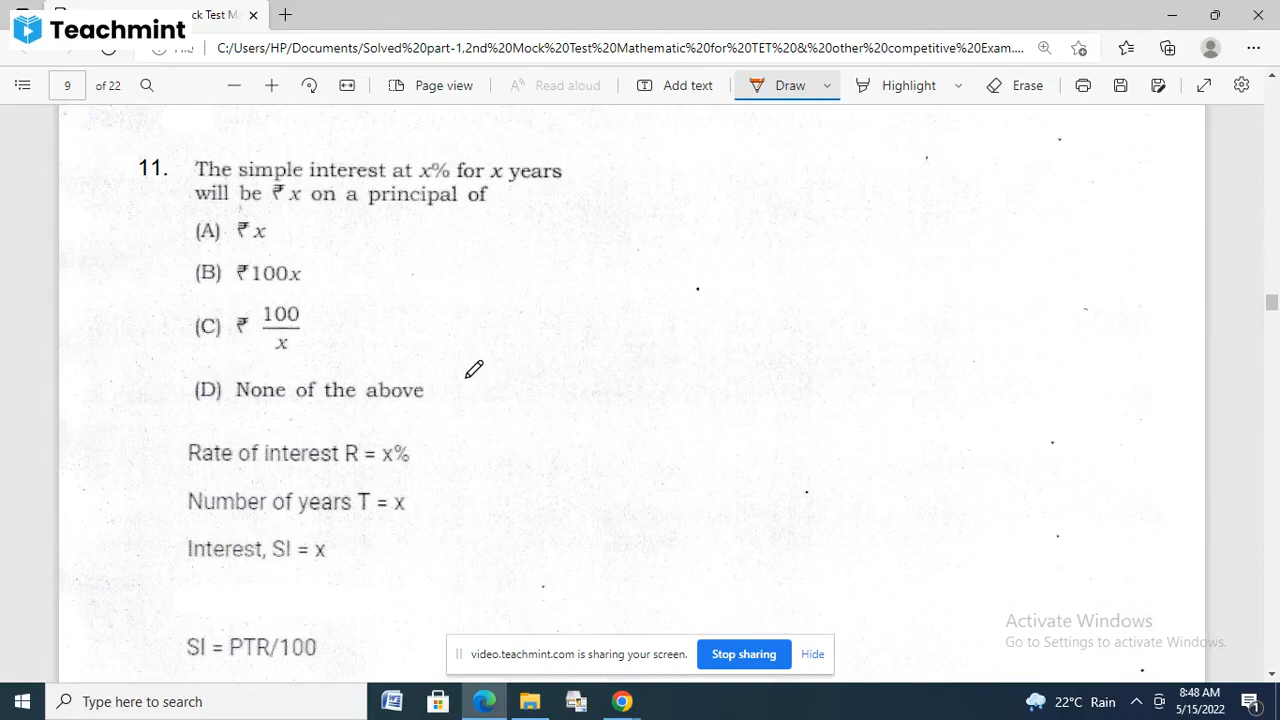 Teachmint
ck Test Ma
C:/Users/HP/Documents/Solved%20part-1,2nd%20Mock%20Test%20Mathematic%20for%20TET%20&%20other%20competitive%20Exam....
9 of 22
Page view
Read aloud
Add text
Draw
Highlight
Erase
11. The simple interest at x% for x years
will be ₹ x on a principal of
(A) ₹ x
(B) ₹ 100x
(C) ₹ 100/x
(D) None of the above
Rate of interest R = x%
Number of years T = x
Interest, SI = x
SI = PTR/100
Activate Windows
Go to Settings to activate Windows.
video.teachmint.com is sharing your screen.
Stop sharing
Hide
Type here to search
22°C Rain
8:48 AM
5/15/2022
1